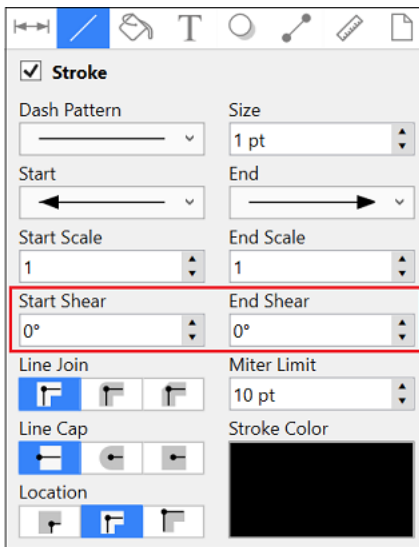 T
Stroke
Dash Pattern
Size
1 pt
Start
End
Start Scale
End Scale
1
1
Start Shear
End Shear
0°
0°
Line Join
Miter Limit
10 pt
Line Cap
Stroke Color
Location